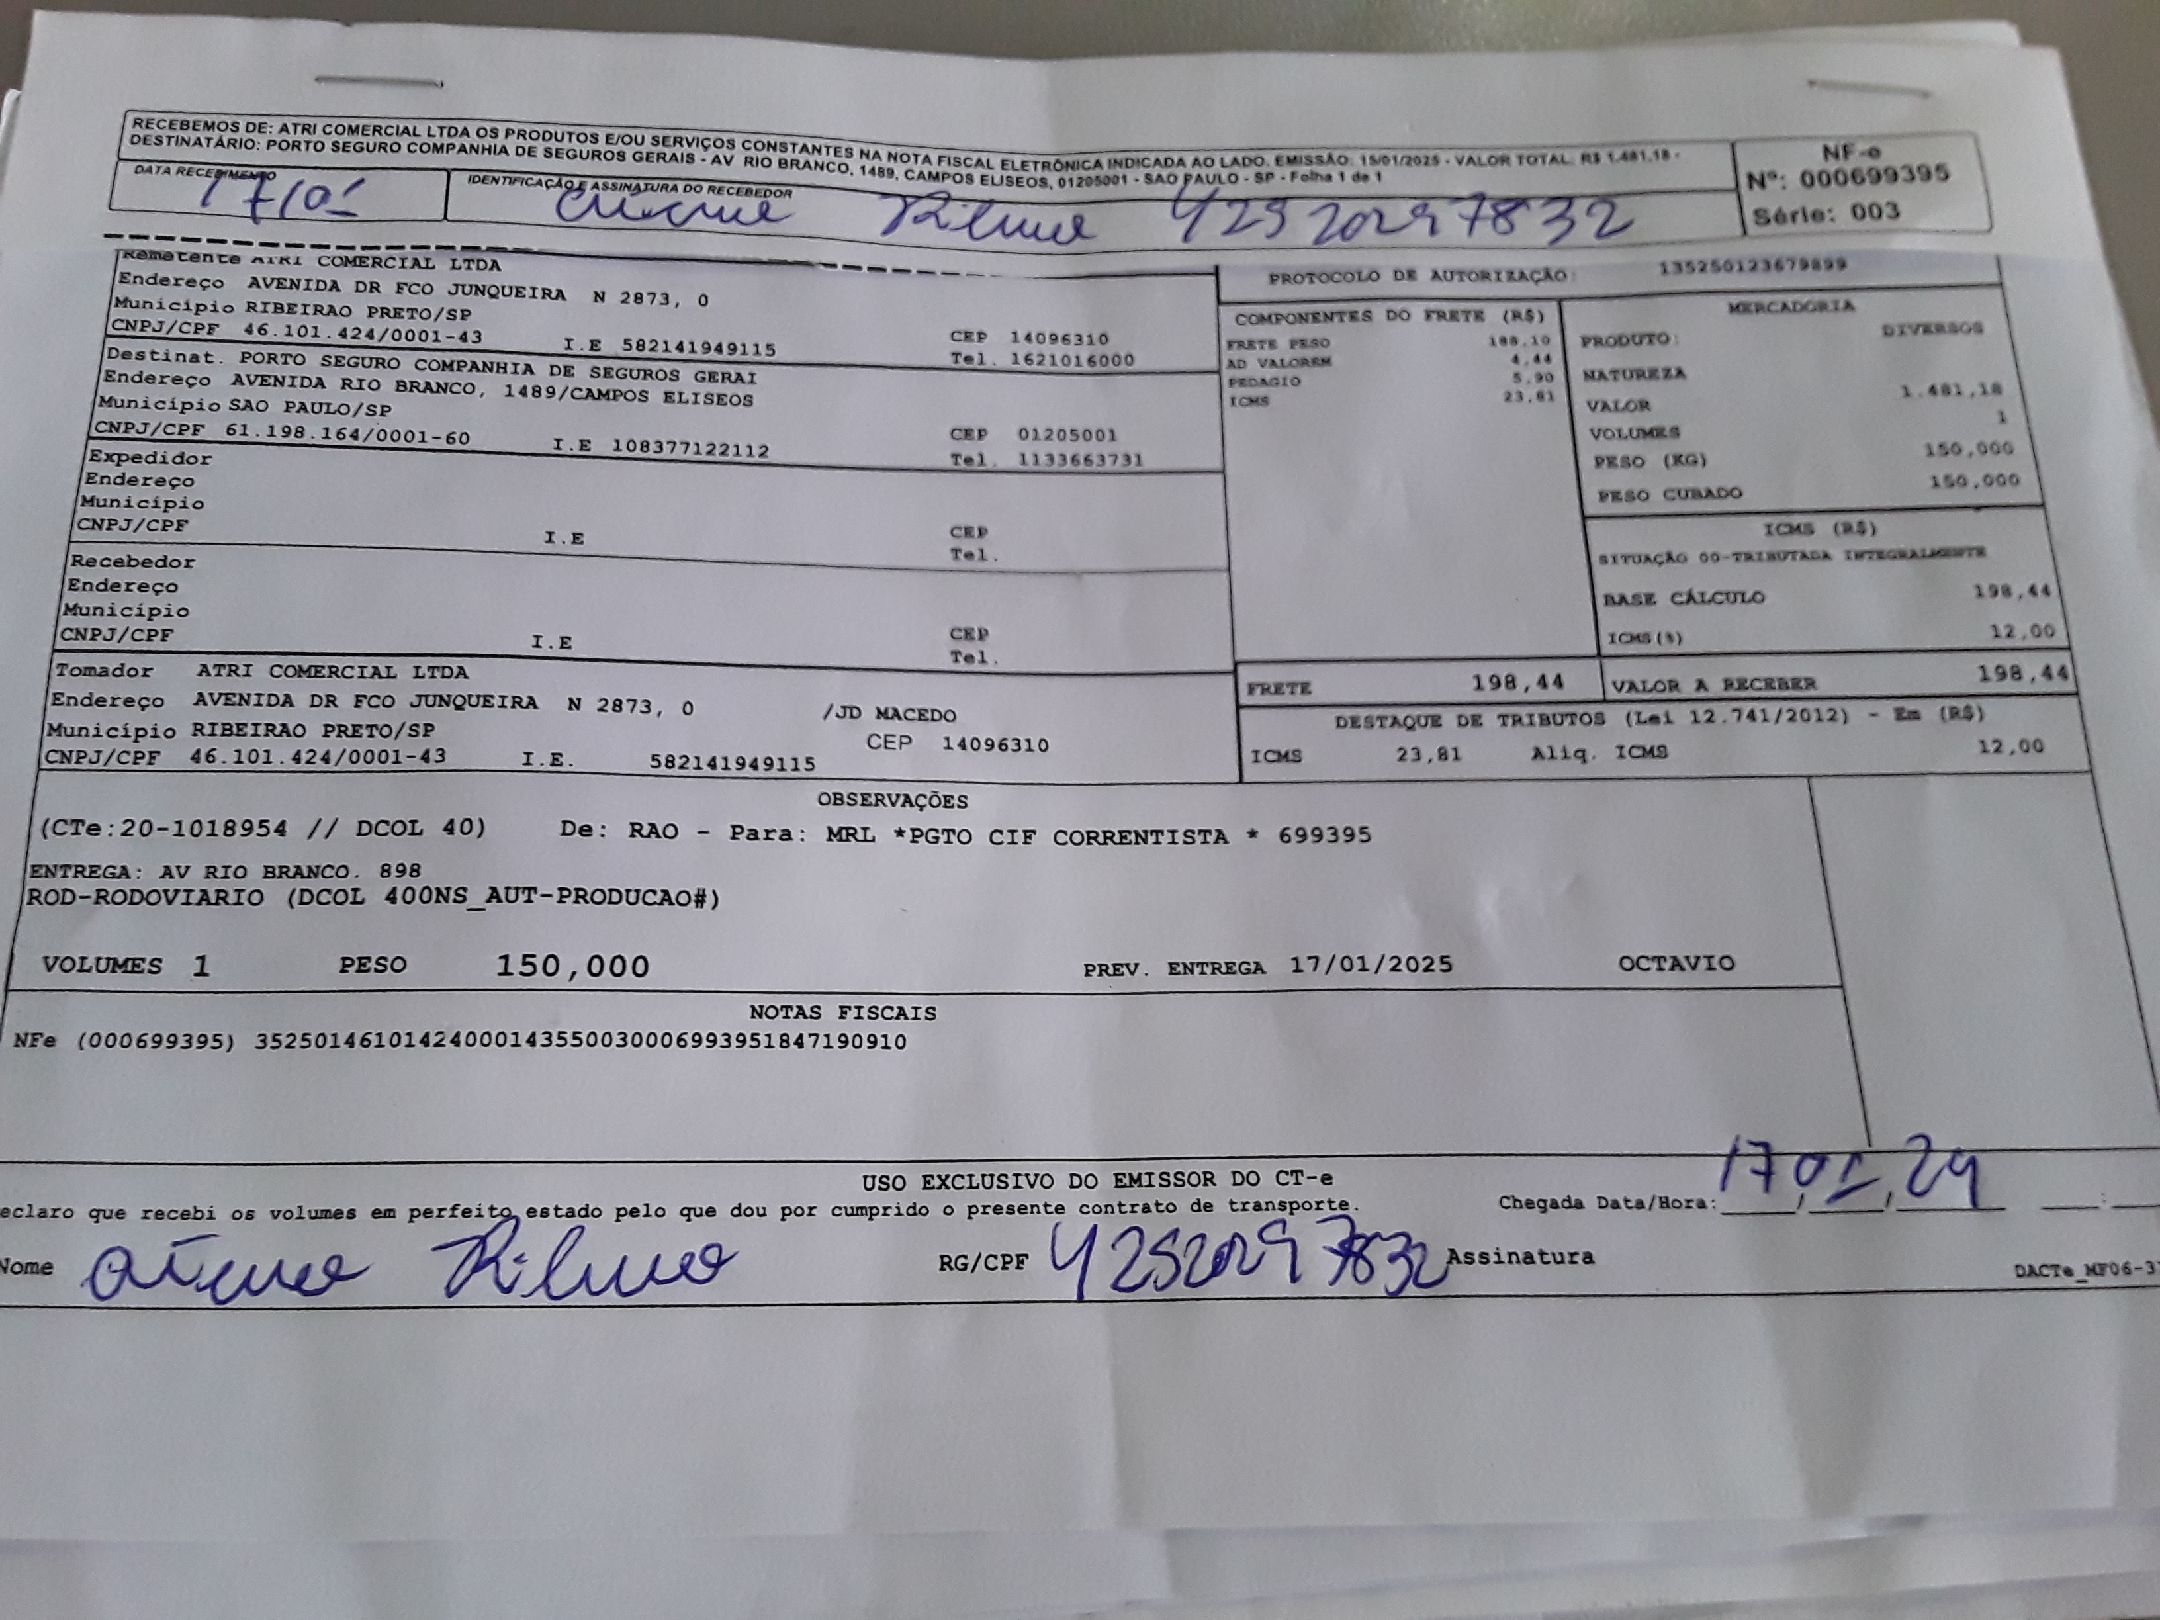 RECEBEMOS DE: ATRI COMERCIAL LTDA OS PRODUTOS E/OU SERVIÇOS CONSTANTES NA NOTA FISCAL ELETRÔNICA INDICADA AO LADO. EMISSÃO: 15/01/2025 - VALOR TOTAL: R$ 1.481,18 -
DESTINATÁRIO: PORTO SEGURO COMPANHIA DE SEGUROS GERAIS - AV RIO BRANCO, 1489, CAMPOS ELISEOS, 01205001 - SAO PAULO - SP - Folha 1 de 1
NF-e
Nº: 000699395
Série: 003
DATA RECEBIMENTO
17/01
IDENTIFICAÇÃO E ASSINATURA DO RECEBEDOR
42520297832
Remetente ATRI COMERCIAL LTDA
Endereço AVENIDA DR FCO JUNQUEIRA N 2873, 0
Município RIBEIRAO PRETO/SP
CEP 14096310
CNPJ/CPF 46.101.424/0001-43 I.E 582141949115 Tel. 1621016000
Destinat. PORTO SEGURO COMPANHIA DE SEGUROS GERAI
Endereço AVENIDA RIO BRANCO, 1489/CAMPOS ELISEOS
Município SAO PAULO/SP CEP 01205001
CNPJ/CPF 61.198.164/0001-60 I.E 108377122112 Tel. 1133663731
Expedidor
Endereço
Município CEP
CNPJ/CPF I.E Tel.
Recebedor
Endereço
Município CEP
CNPJ/CPF I.E Tel.
Tomador ATRI COMERCIAL LTDA
Endereço AVENIDA DR FCO JUNQUEIRA N 2873, 0 /JD MACEDO
Município RIBEIRAO PRETO/SP CEP 14096310
CNPJ/CPF 46.101.424/0001-43 I.E. 582141949115
PROTOCOLO DE AUTORIZAÇÃO: 135250123679899
COMPONENTES DO FRETE (R$)
FRETE PESO 188,10
AD VALOREM 4,44
PEDAGIO 5,90
ICMS 23,81
MERCADORIA
PRODUTO: DIVERSOS
NATUREZA
VALOR 1.481,18
VOLUMES 1
PESO (KG) 150,000
PESO CUBADO 150,000
ICMS (R$)
SITUAÇÃO 00-TRIBUTADA INTEGRALMENTE
BASE CÁLCULO 198,44
ICMS(%) 12,00
FRETE 198,44 VALOR A RECEBER 198,44
DESTAQUE DE TRIBUTOS (Lei 12.741/2012) - Em (R$)
ICMS 23,81 Aliq. ICMS 12,00
OBSERVAÇÕES
(CTe:20-1018954 // DCOL 40) De: RAO - Para: MRL *PGTO CIF CORRENTISTA * 699395
ENTREGA: AV RIO BRANCO. 898
ROD-RODOVIARIO (DCOL 400NS_AUT-PRODUCAO#)
VOLUMES 1 PESO 150,000 PREV. ENTREGA 17/01/2025 OCTAVIO
NOTAS FISCAIS
NFe (000699395) 35250146101424000143550030006993951847190910
USO EXCLUSIVO DO EMISSOR DO CT-e
eclaro que recebi os volumes em perfeito estado pelo que dou por cumprido o presente contrato de transporte. Chegada Data/Hora: 17/01/24 :
Nome RG/CPF 42520297832 Assinatura
DACTe_MF06-3